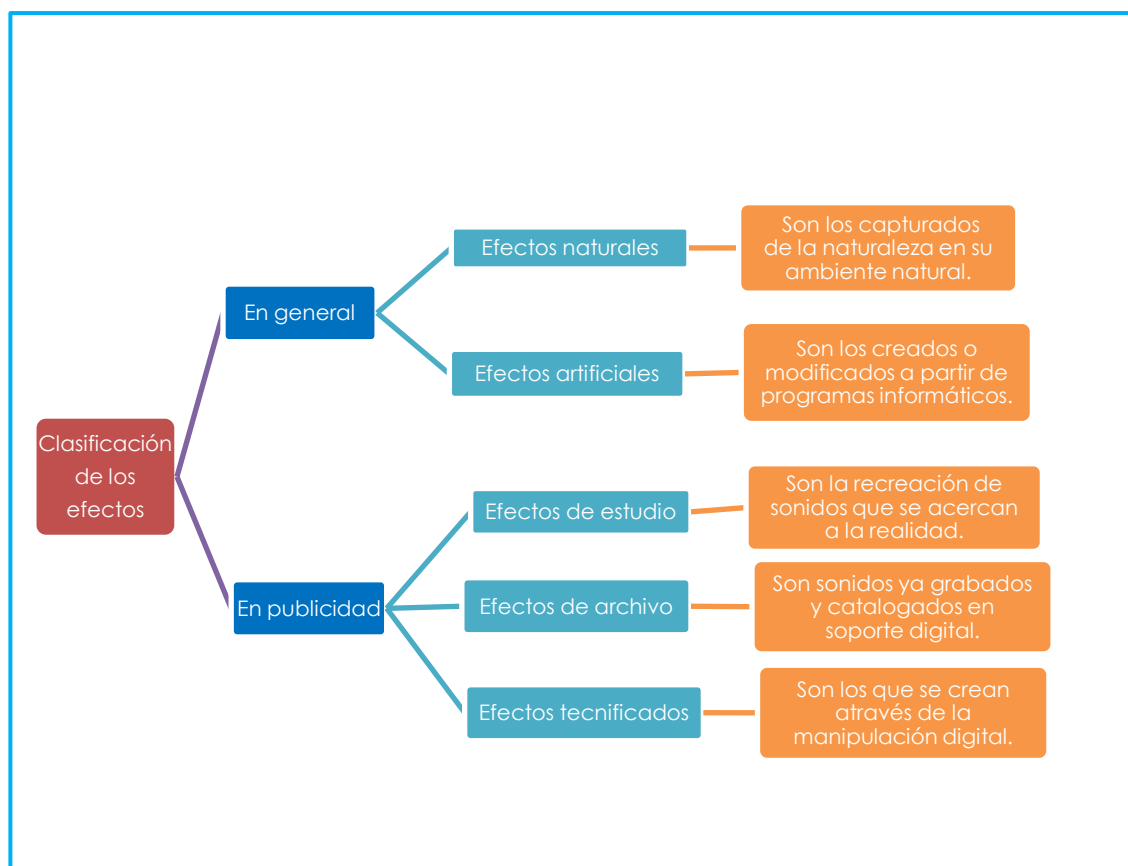 Clasificación
de los
efectos
En general
Efectos naturales
Son los capturados
de la naturaleza en su
ambiente natural.
Efectos artificiales
Son los creados o
modificados a partir de
programas informáticos.
En publicidad
Efectos de estudio
Son la recreación de
sonidos que se acercan
a la realidad.
Efectos de archivo
Son sonidos ya grabados
y catalogados en
soporte digital.
Efectos tecnificados
Son los que se crean
através de la
manipulación digital.